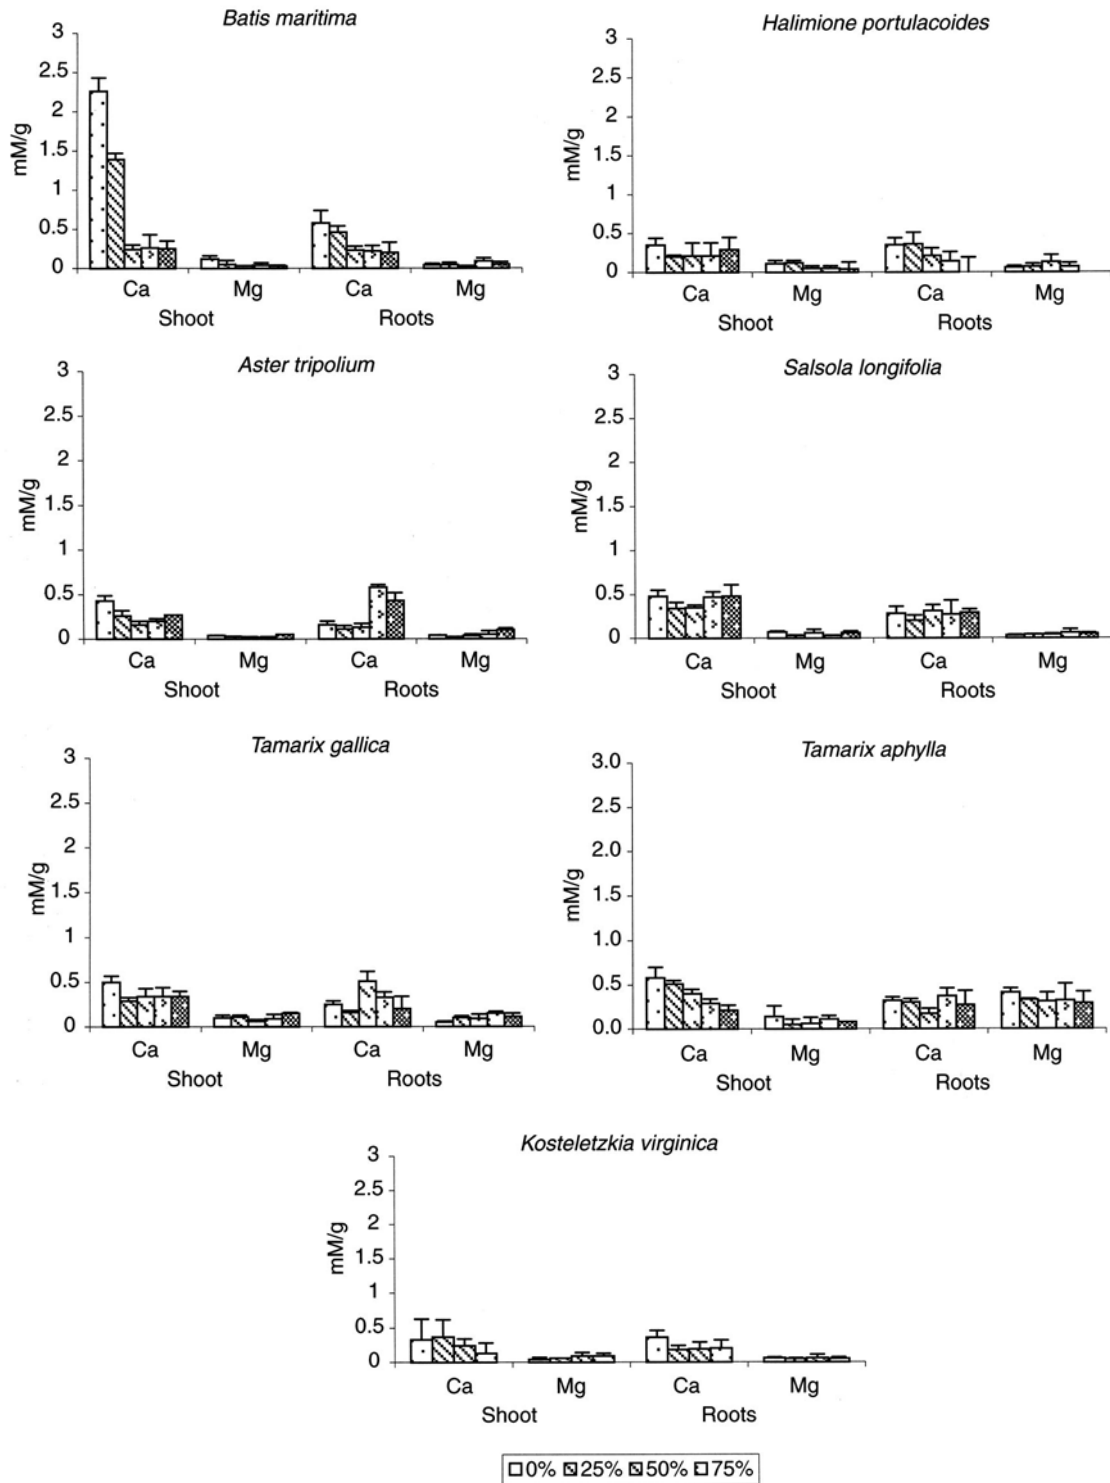 Batis maritima
3
2.5
2
1.5
1
0.5
0
mM/g
Ca Mg Ca Mg
Shoot Roots
Halimione portulacoides
3
2.5
2
1.5
1
0.5
0
mM/g
Ca Mg Ca Mg
Shoot Roots
Aster tripolium
3
2.5
2
1.5
1
0.5
0
mM/g
Ca Mg Ca Mg
Shoot Roots
Salsola longifolia
3
2.5
2
1.5
1
0.5
0
mM/g
Ca Mg Ca Mg
Shoot Roots
Tamarix gallica
3
2.5
2
1.5
1
0.5
0
mM/g
Ca Mg Ca Mg
Shoot Roots
Tamarix aphylla
3.0
2.5
2.0
1.5
1.0
0.5
0.0
mM/g
Ca Mg Ca Mg
Shoot Roots
Kosteletzkia virginica
3
2.5
2
1.5
1
0.5
0
mM/g
Ca Mg Ca Mg
Shoot Roots
0% 25% 50% 75%